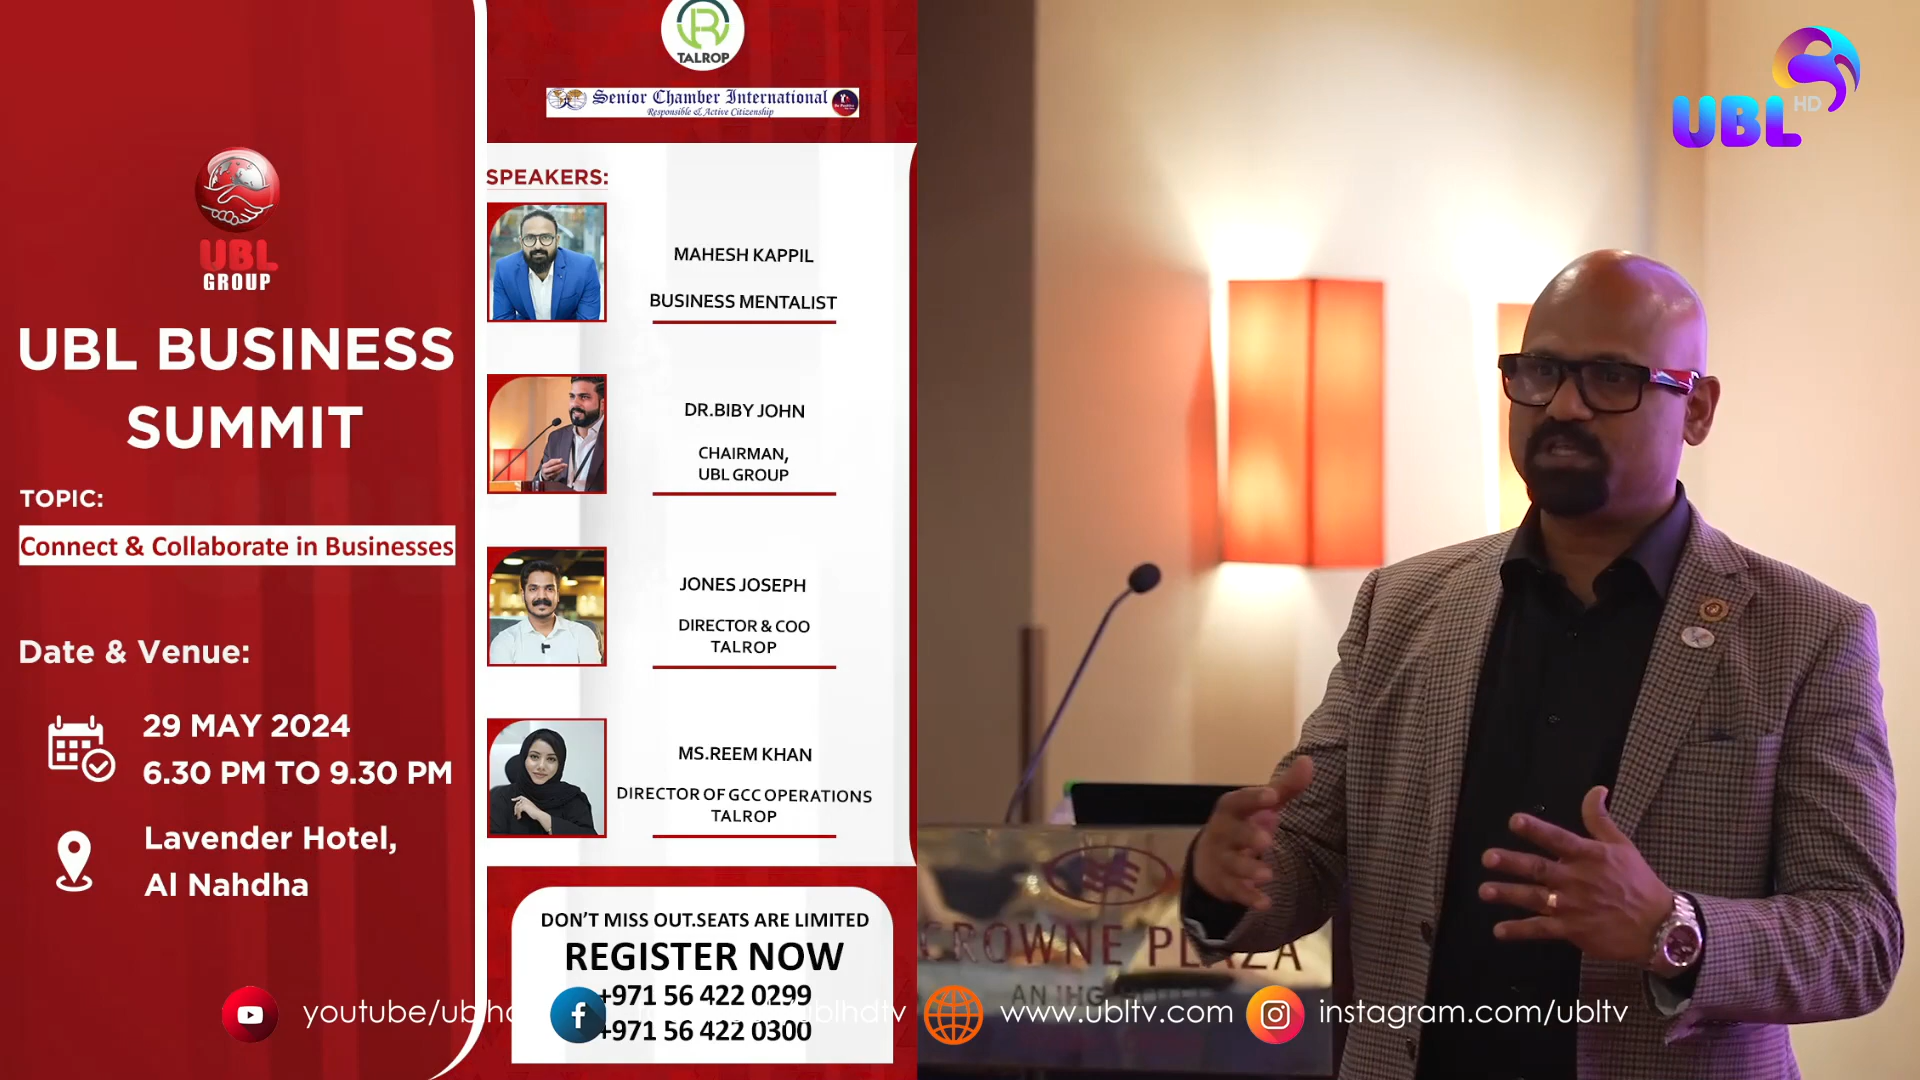 UBL
GROUP
UBL BUSINESS
SUMMIT
TOPIC:
Connect & Collaborate in Businesses
Date & Venue:
29 MAY 2024
6.30 PM TO 9.30 PM
Lavender Hotel,
Al Nahdha
TALROP
Senior Chamber International
Responsible & Active Citizenship
SPEAKERS:
MAHESH KAPPIL
BUSINESS MENTALIST
DR.BIBY JOHN
CHAIRMAN,
UBL GROUP
JONES JOSEPH
DIRECTOR & COO
TALROP
MS.REEM KHAN
DIRECTOR OF GCC OPERATIONS
TALROP
DON'T MISS OUT.SEATS ARE LIMITED
REGISTER NOW
+971 56 422 0299
+971 56 422 0300
UBL HD
CROWNE PLAZA
AN IHG
www.ubltv.com
instagram.com/ubltv